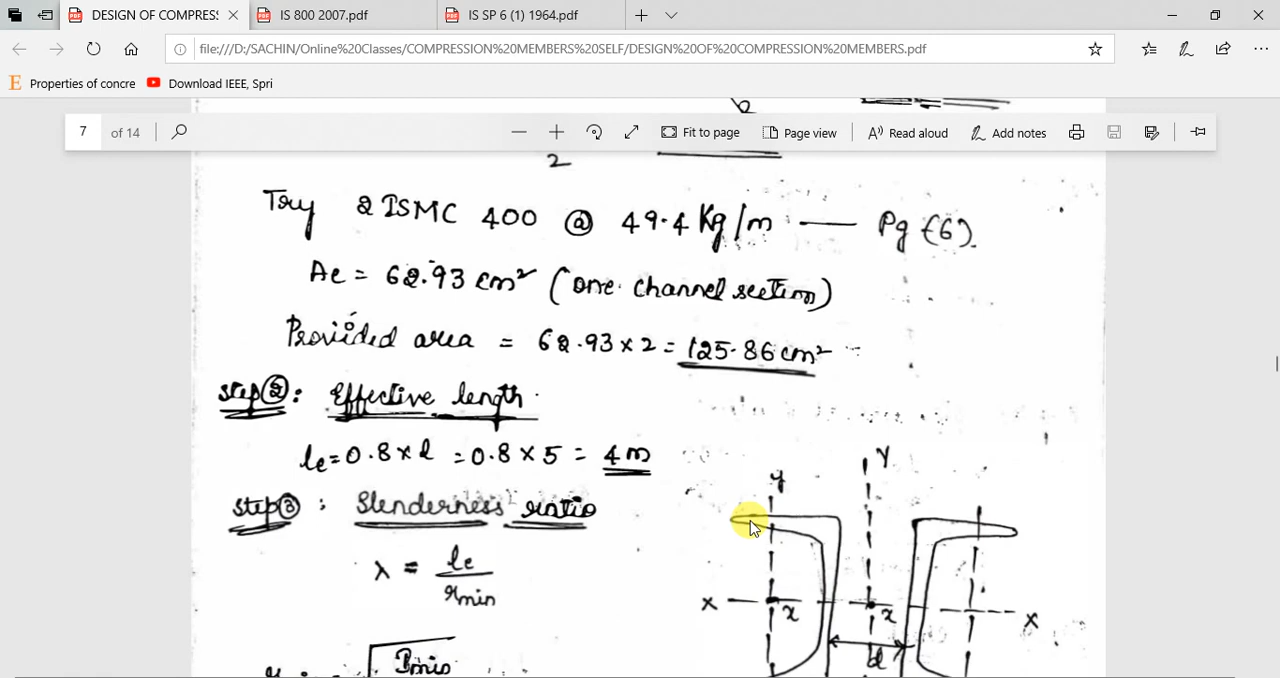 DESIGN OF COMPRESS
IS 800 2007.pdf
IS SP 6 (1) 1964.pdf
file:///D:/SACHIN/Online%20Classes/COMPRESSION%20MEMBERS%20SELF/DESIGN%20OF%20COMPRESSION%20MEMBERS.pdf
E Properties of concre
Download IEEE, Spri
7 of 14
Fit to page
Page view
A Read aloud
Add notes
2
Try 2 ISMC 400 @ 49.4 Kg/m — Pg (6).
Ae = 62.93 cm² (one channel section)
Provided area = 62.93 x 2 = 125.86 cm²
Step ②: Effective length.
le = 0.8 x l = 0.8 x 5 = 4 m
Step ③: Slenderness ratio
λ = le / rmin
y Y
X x x X
d
Imin